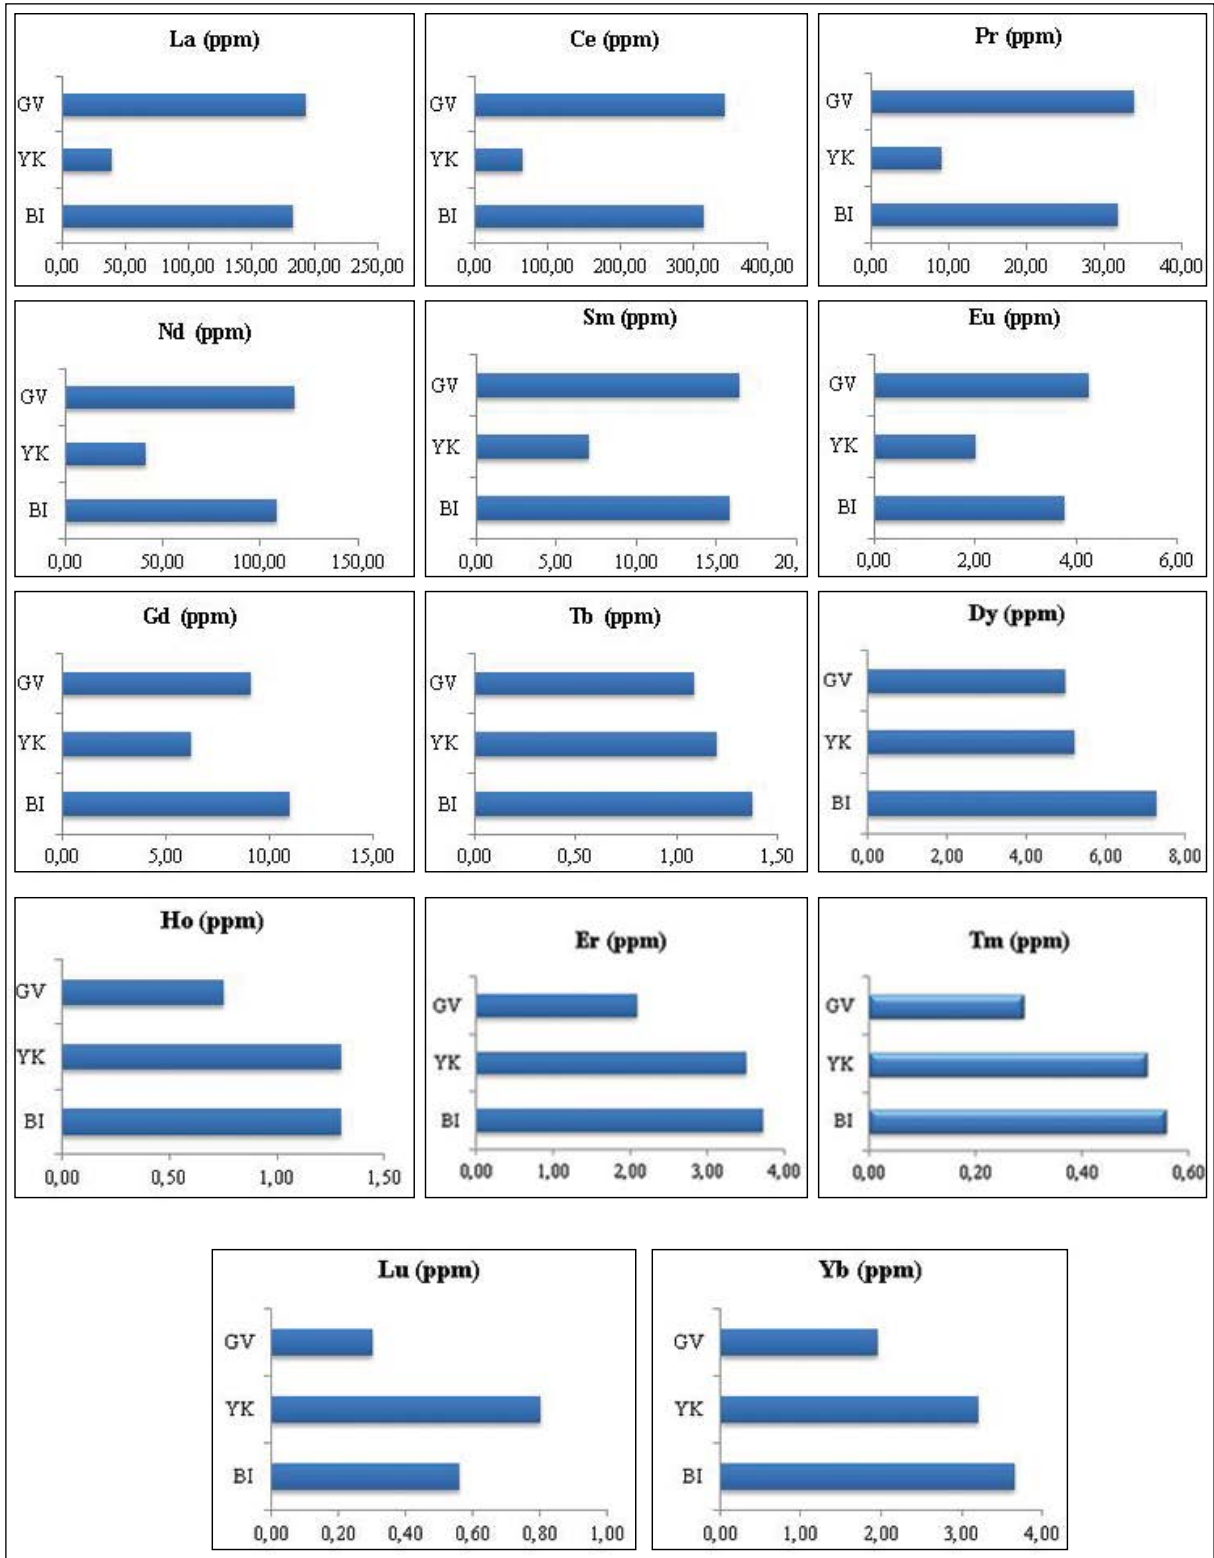 La (ppm)
GV
YK
BI
0,00 50,00 100,00 150,00 200,00 250,00
Ce (ppm)
GV
YK
BI
0,00 100,00 200,00 300,00 400,00
Pr (ppm)
GV
YK
BI
0,00 10,00 20,00 30,00 40,00
Nd (ppm)
GV
YK
BI
0,00 50,00 100,00 150,00
Sm (ppm)
GV
YK
BI
0,00 5,00 10,00 15,00 20,
Eu (ppm)
GV
YK
BI
0,00 2,00 4,00 6,00
Gd (ppm)
GV
YK
BI
0,00 5,00 10,00 15,00
Tb (ppm)
GV
YK
BI
0,00 0,50 1,00 1,50
Dy (ppm)
GV
YK
BI
0,00 2,00 4,00 6,00 8,00
Ho (ppm)
GV
YK
BI
0,00 0,50 1,00 1,50
Er (ppm)
GV
YK
BI
0,00 1,00 2,00 3,00 4,00
Tm (ppm)
GV
YK
BI
0,00 0,20 0,40 0,60
Lu (ppm)
GV
YK
BI
0,00 0,20 0,40 0,60 0,80 1,00
Yb (ppm)
GV
YK
BI
0,00 1,00 2,00 3,00 4,00